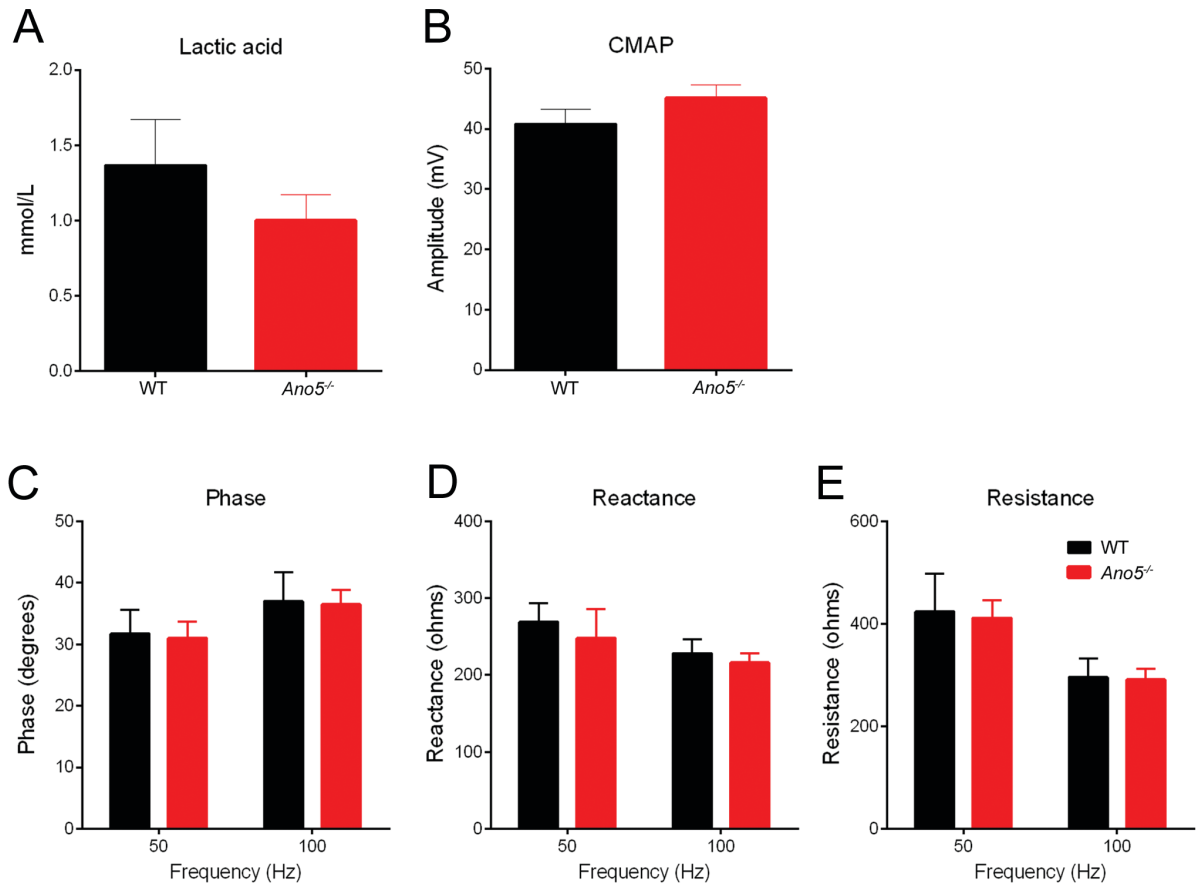 A
Lactic acid
mmol/L
2.0
1.5
1.0
0.5
0.0
WT
Ano5-/-
B
CMAP
Amplitude (mV)
50
40
30
20
10
0
WT
Ano5-/-
C
Phase
Phase (degrees)
50
40
30
20
10
0
50
100
Frequency (Hz)
D
Reactance
Reactance (ohms)
400
300
200
100
0
50
100
Frequency (Hz)
E
Resistance
Resistance (ohms)
600
400
200
0
50
100
Frequency (Hz)
WT
Ano5-/-